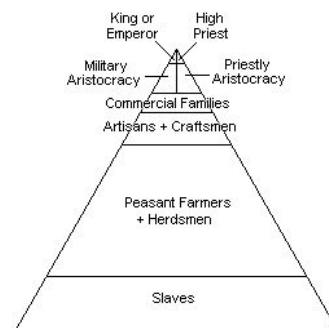 King or
Emperor
High
Priest
Military
Aristocracy
Priestly
Aristocracy
Commercial Families
Artisans + Craftsmen
Peasant Farmers
+ Herdsmen
Slaves